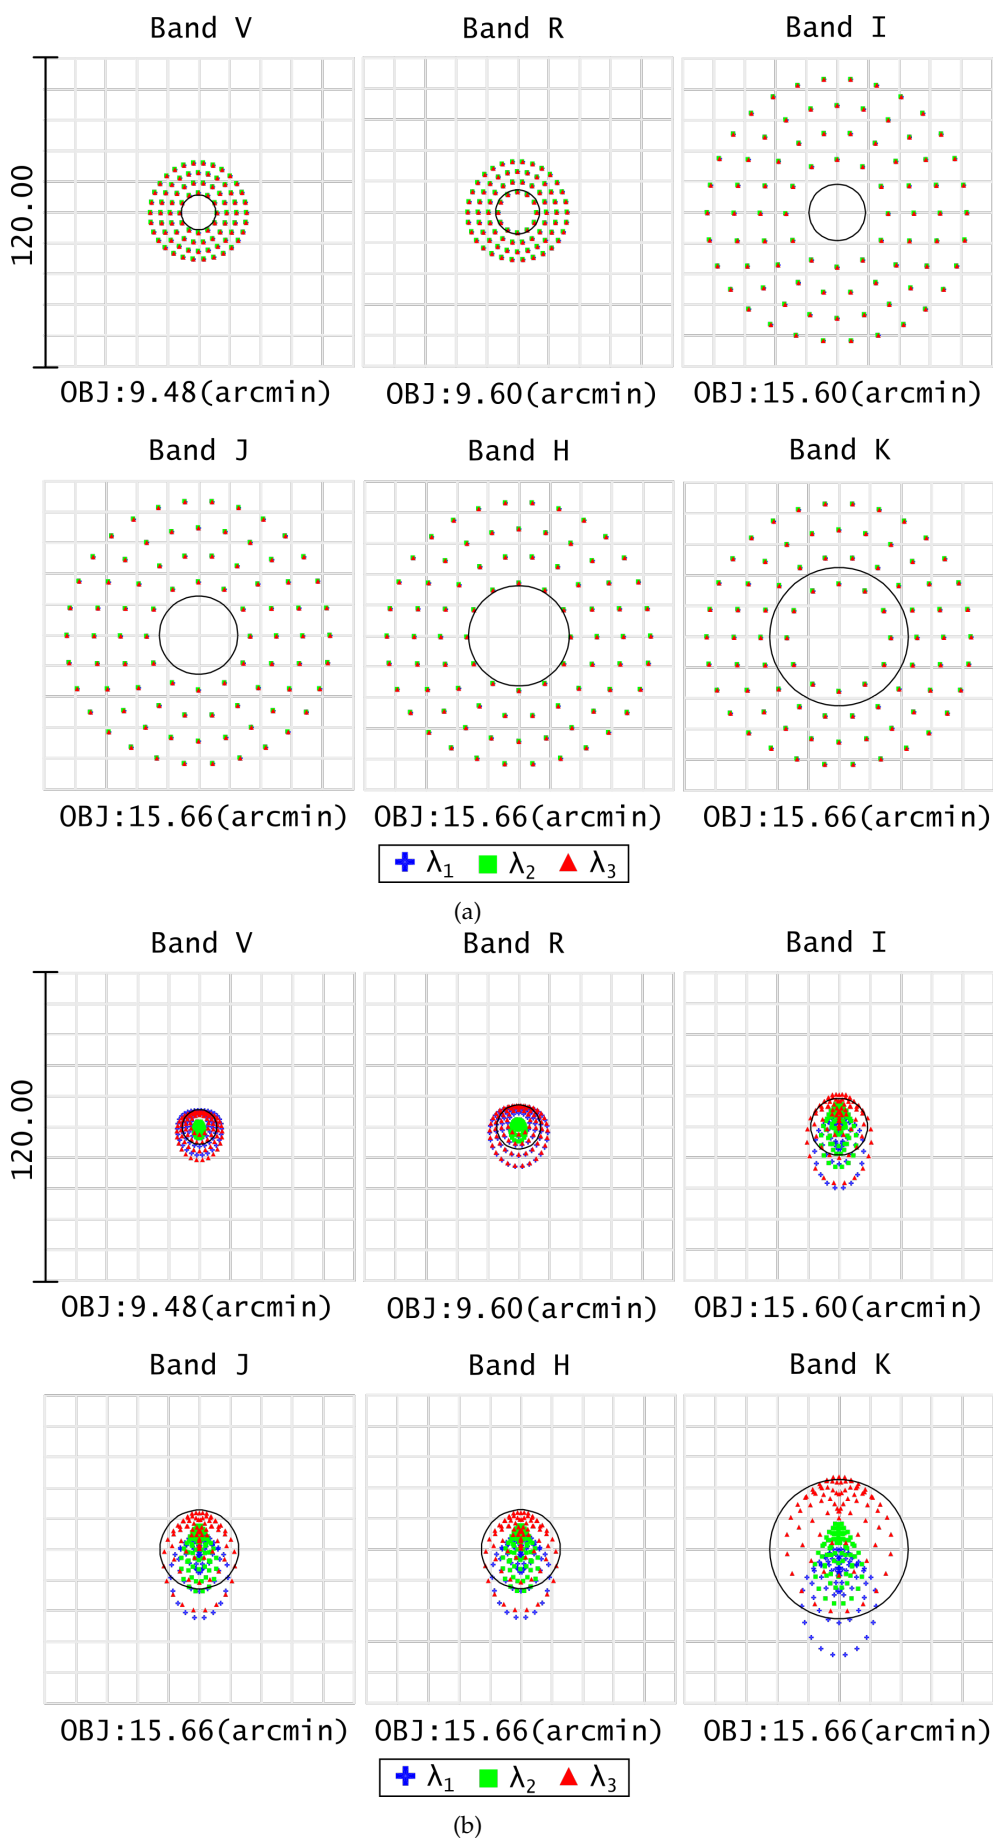 Band V Band R Band I
120.00
OBJ:9.48(arcmin) OBJ:9.60(arcmin) OBJ:15.60(arcmin)
Band J Band H Band K
OBJ:15.66(arcmin) OBJ:15.66(arcmin) OBJ:15.66(arcmin)
λ1 λ2 λ3
(a)
Band V Band R Band I
120.00
OBJ:9.48(arcmin) OBJ:9.60(arcmin) OBJ:15.60(arcmin)
Band J Band H Band K
OBJ:15.66(arcmin) OBJ:15.66(arcmin) OBJ:15.66(arcmin)
λ1 λ2 λ3
(b)